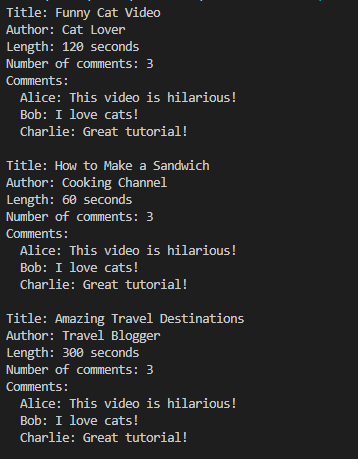 Title: Funny Cat Video
Author: Cat Lover
Length: 120 seconds
Number of comments: 3
Comments:
  Alice: This video is hilarious!
  Bob: I love cats!
  Charlie: Great tutorial!

Title: How to Make a Sandwich
Author: Cooking Channel
Length: 60 seconds
Number of comments: 3
Comments:
  Alice: This video is hilarious!
  Bob: I love cats!
  Charlie: Great tutorial!

Title: Amazing Travel Destinations
Author: Travel Blogger
Length: 300 seconds
Number of comments: 3
Comments:
  Alice: This video is hilarious!
  Bob: I love cats!
  Charlie: Great tutorial!